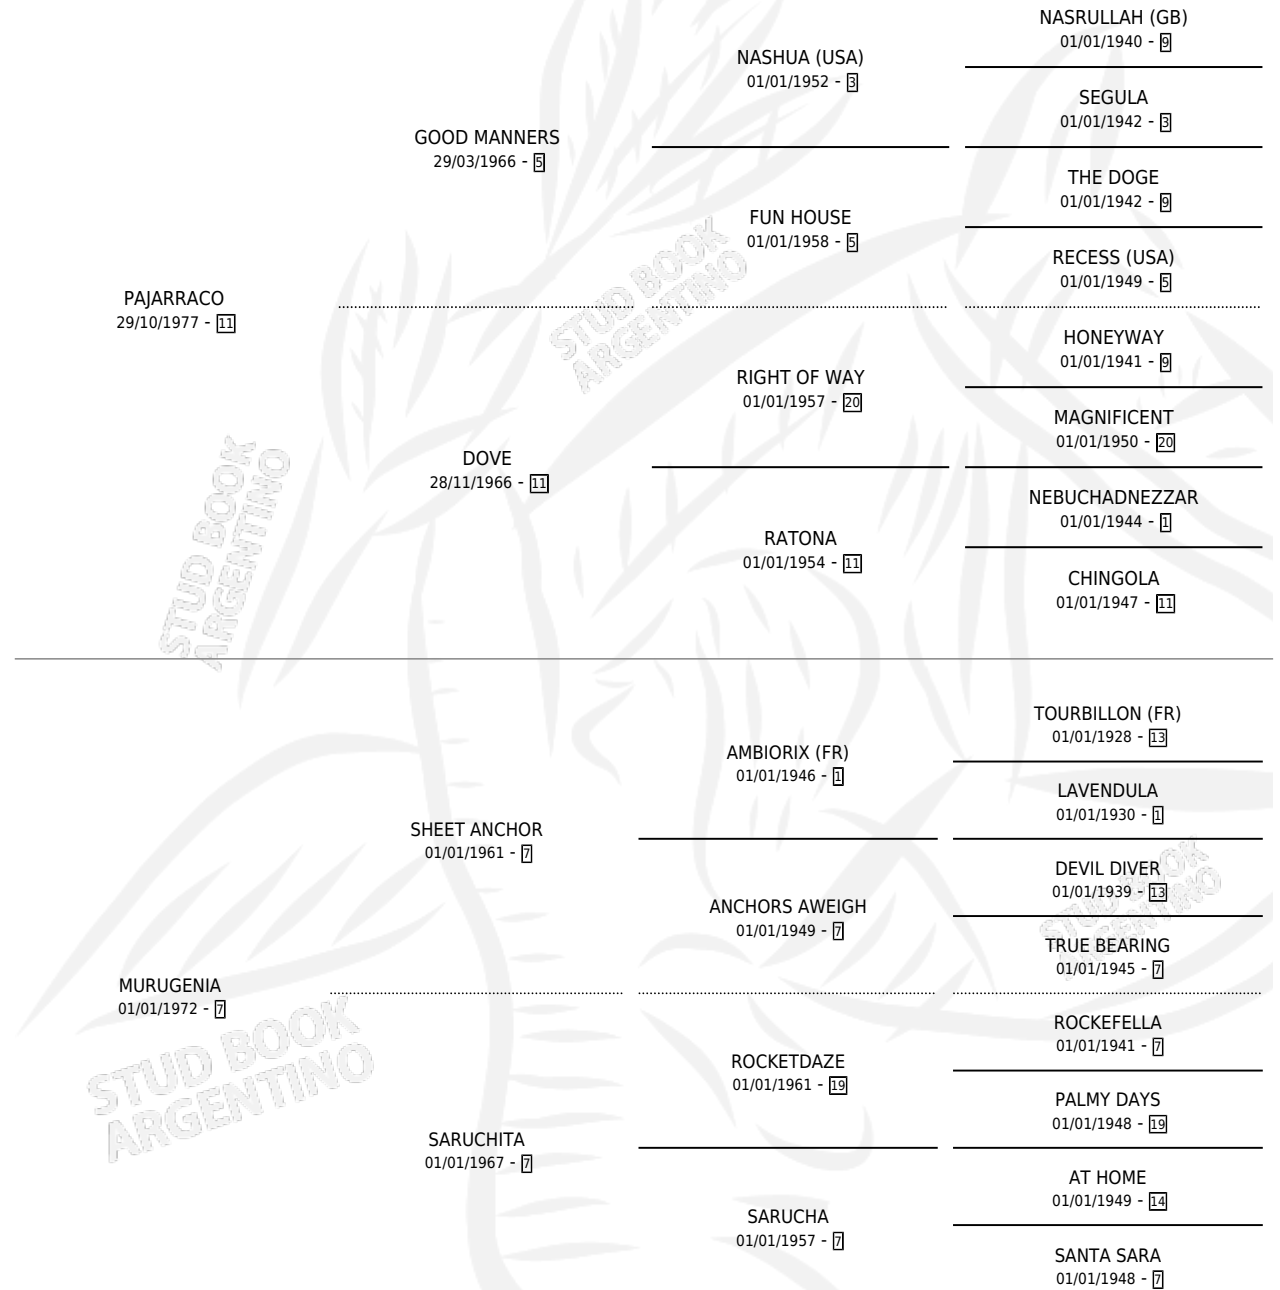 NASRULLAH (GB)
01/01/1940 - 9
NASHUA (USA)
01/01/1952 - 3
SEGULA
01/01/1942 - 3
GOOD MANNERS
29/03/1966 - 5
THE DOGE
01/01/1942 - 9
FUN HOUSE
01/01/1958 - 5
RECESS (USA)
01/01/1949 - 5
PAJARRACO
29/10/1977 - 11
HONEYWAY
01/01/1941 - 9
RIGHT OF WAY
01/01/1957 - 20
MAGNIFICENT
01/01/1950 - 20
DOVE
28/11/1966 - 11
NEBUCHADNEZZAR
01/01/1944 - 1
RATONA
01/01/1954 - 11
CHINGOLA
01/01/1947 - 11
TOURBILLON (FR)
01/01/1928 - 13
AMBIORIX (FR)
01/01/1946 - 1
LAVENDULA
01/01/1930 - 1
SHEET ANCHOR
01/01/1961 - 7
DEVIL DIVER
01/01/1939 - 13
ANCHORS AWEIGH
01/01/1949 - 7
TRUE BEARING
01/01/1945 - 7
MURUGENIA
01/01/1972 - 7
ROCKEFELLA
01/01/1941 - 7
ROCKETDAZE
01/01/1961 - 19
PALMY DAYS
01/01/1948 - 19
SARUCHITA
01/01/1967 - 7
AT HOME
01/01/1949 - 14
SARUCHA
01/01/1957 - 7
SANTA SARA
01/01/1948 - 7
STUD BOOK
ARGENTINO
STUD BOOK
ARGENTINO
STUD BOOK
ARGENTINO
STUD BOOK
ARGENTINO